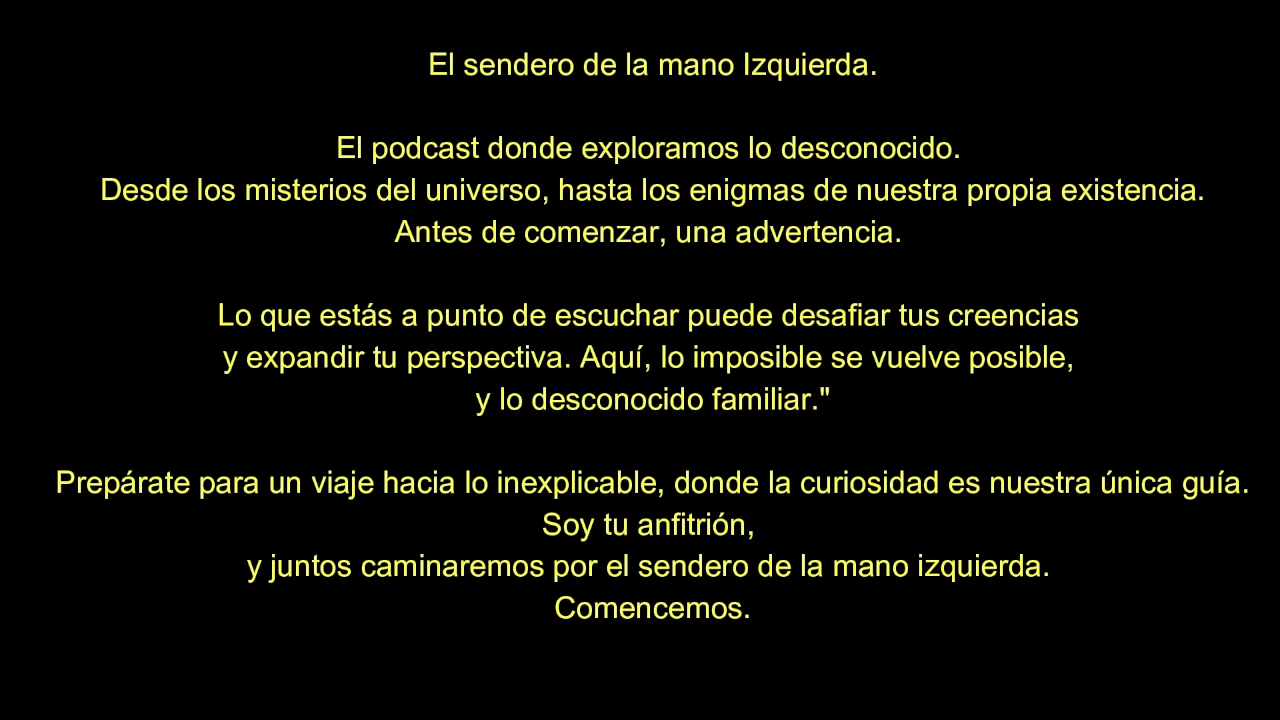 El sendero de la mano Izquierda.
El podcast donde exploramos lo desconocido.
Desde los misterios del universo, hasta los enigmas de nuestra propia existencia.
Antes de comenzar, una advertencia.
Lo que estás a punto de escuchar puede desafiar tus creencias
y expandir tu perspectiva. Aquí, lo imposible se vuelve posible,
y lo desconocido familiar."
Prepárate para un viaje hacia lo inexplicable, donde la curiosidad es nuestra única guía.
Soy tu anfitrión,
y juntos caminaremos por el sendero de la mano izquierda.
Comencemos.